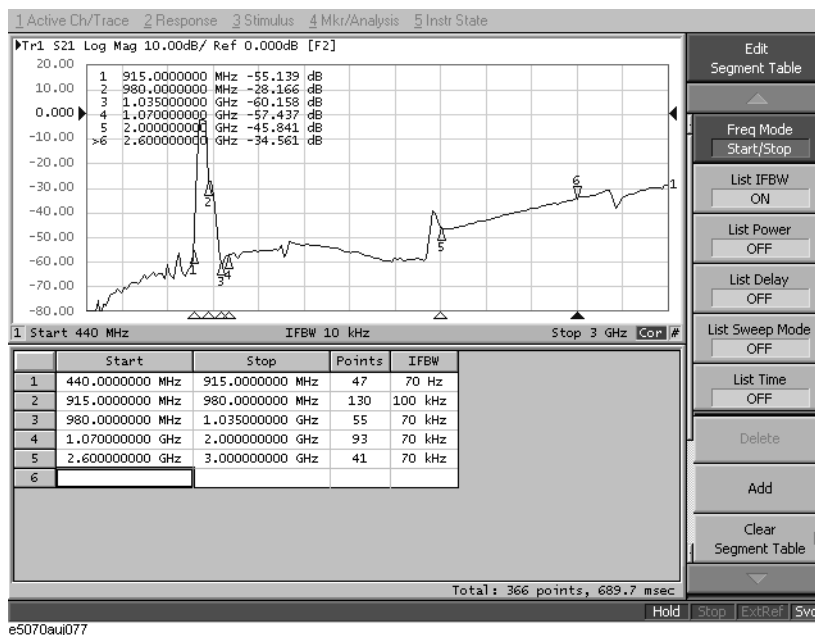 1 Active Ch/Trace 2 Response 3 Stimulus 4 Mkr/Analysis 5 Instr State
Tr1 S21 Log Mag 10.00dB/ Ref 0.000dB [F2]
20.00
10.00
0.000
-10.00
-20.00
-30.00
-40.00
-50.00
-60.00
-70.00
-80.00
1 915.0000000 MHz -55.139 dB
2 980.0000000 MHz -28.166 dB
3 1.035000000 GHz -60.158 dB
4 1.070000000 GHz -57.437 dB
5 2.000000000 GHz -45.841 dB
>6 2.600000000 GHz -34.561 dB
1
2
3
4
5
6
1
1 Start 440 MHz IFBW 10 kHz Stop 3 GHz Cor #
Start Stop Points IFBW
1 440.0000000 MHz 915.0000000 MHz 47 70 Hz
2 915.0000000 MHz 980.0000000 MHz 130 100 kHz
3 980.0000000 MHz 1.035000000 GHz 55 70 kHz
4 1.070000000 GHz 2.000000000 GHz 93 70 kHz
5 2.600000000 GHz 3.000000000 GHz 41 70 kHz
6
Total: 366 points, 689.7 msec
Edit
Segment Table
Freq Mode
Start/Stop
List IFBW
ON
List Power
OFF
List Delay
OFF
List Sweep Mode
OFF
List Time
OFF
Delete
Add
Clear
Segment Table
Hold Stop ExtRef Svc
e5070auj077